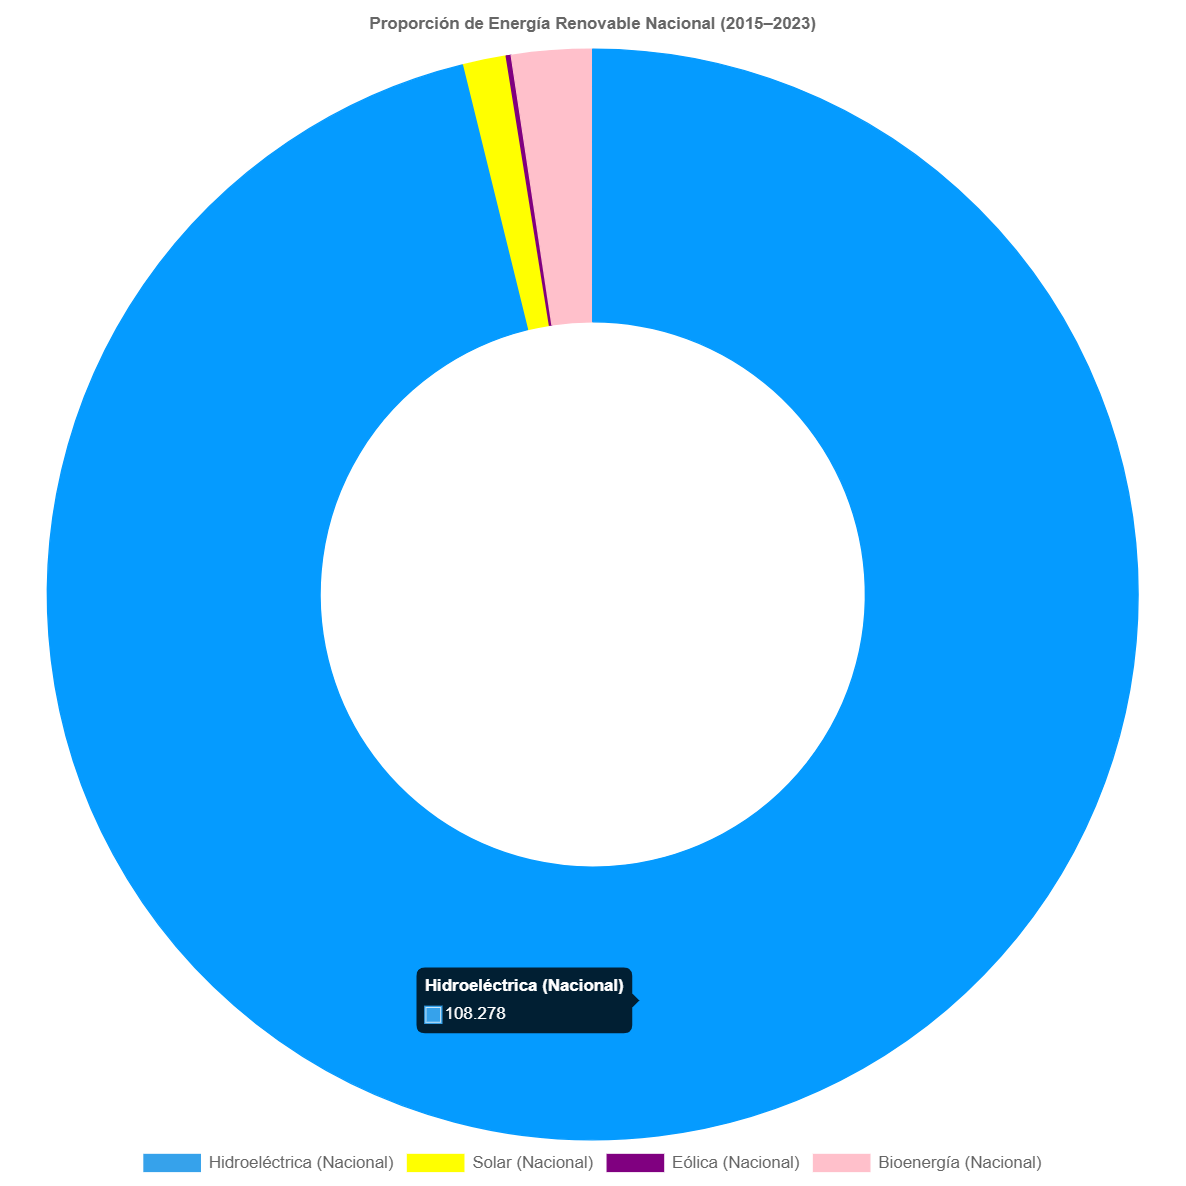 Proporción de Energía Renovable Nacional (2015–2023)
Hidroeléctrica (Nacional)
108.278
Hidroeléctrica (Nacional) Solar (Nacional) Eólica (Nacional) Bioenergía (Nacional)